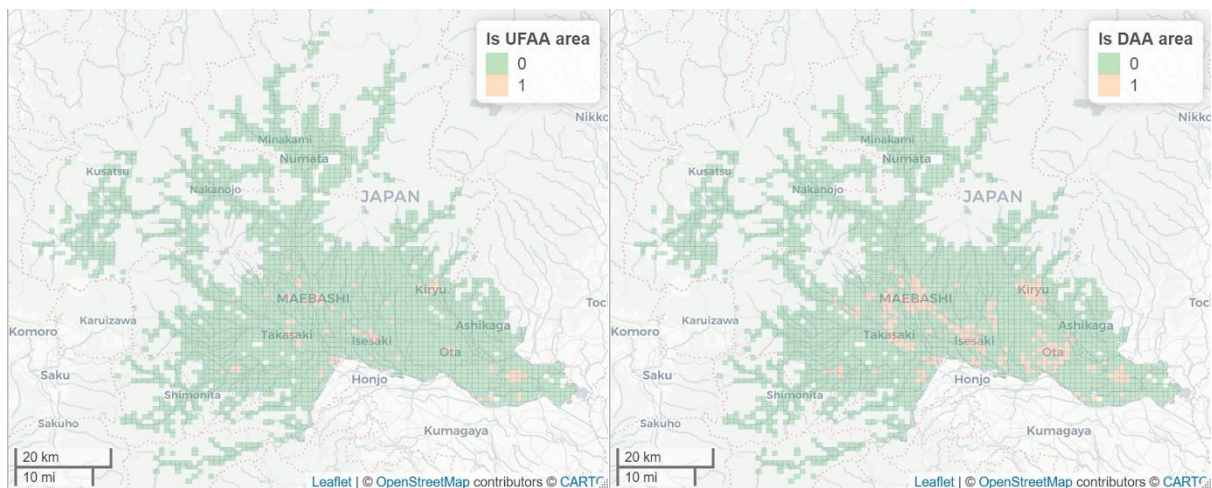 Is UFAA area
0
1
Nikko
Minakami
Numata
Kusatsu
Nakanojo
JAPAN
Kiryu
MAEBASHI
Toc
Komoro
Karuizawa
Takasaki
Isesaki
Ashikaga
Ota
Saku
Honjo
Shimonita
Sakuho
Kumagaya
20 km
10 mi
Leaflet | © OpenStreetMap contributors © CARTO
Is DAA area
0
1
Nikko
Minakami
Numata
Kusatsu
Nakanojo
JAPAN
Kiryu
MAEBASHI
Toc
Komoro
Karuizawa
Takasaki
Isesaki
Ashikaga
Ota
Saku
Honjo
Shimonita
Sakuho
Kumagaya
20 km
10 mi
Leaflet | © OpenStreetMap contributors © CARTO